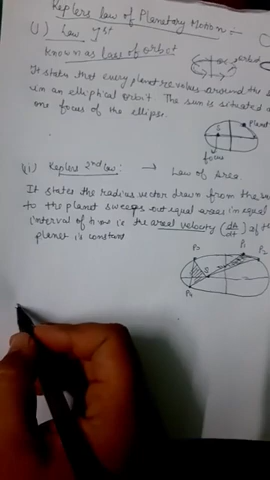 Keplers law of Planetary Motion :-
(i) Law 1st
Known as law of orbit
orbit
It states that every planet revolves around the
in an elliptical orbit. The sun is situated a
one focus of the ellipse.
Planet
S
focus
(ii) Keplers 2nd law: → Law of Area.
It states the radius vector drawn from the
to the planet sweeps out equal areas in equal
interval of time i.e the areal velocity (dA/dt) of th
planet is constant
P3 P1 P2
S
P4